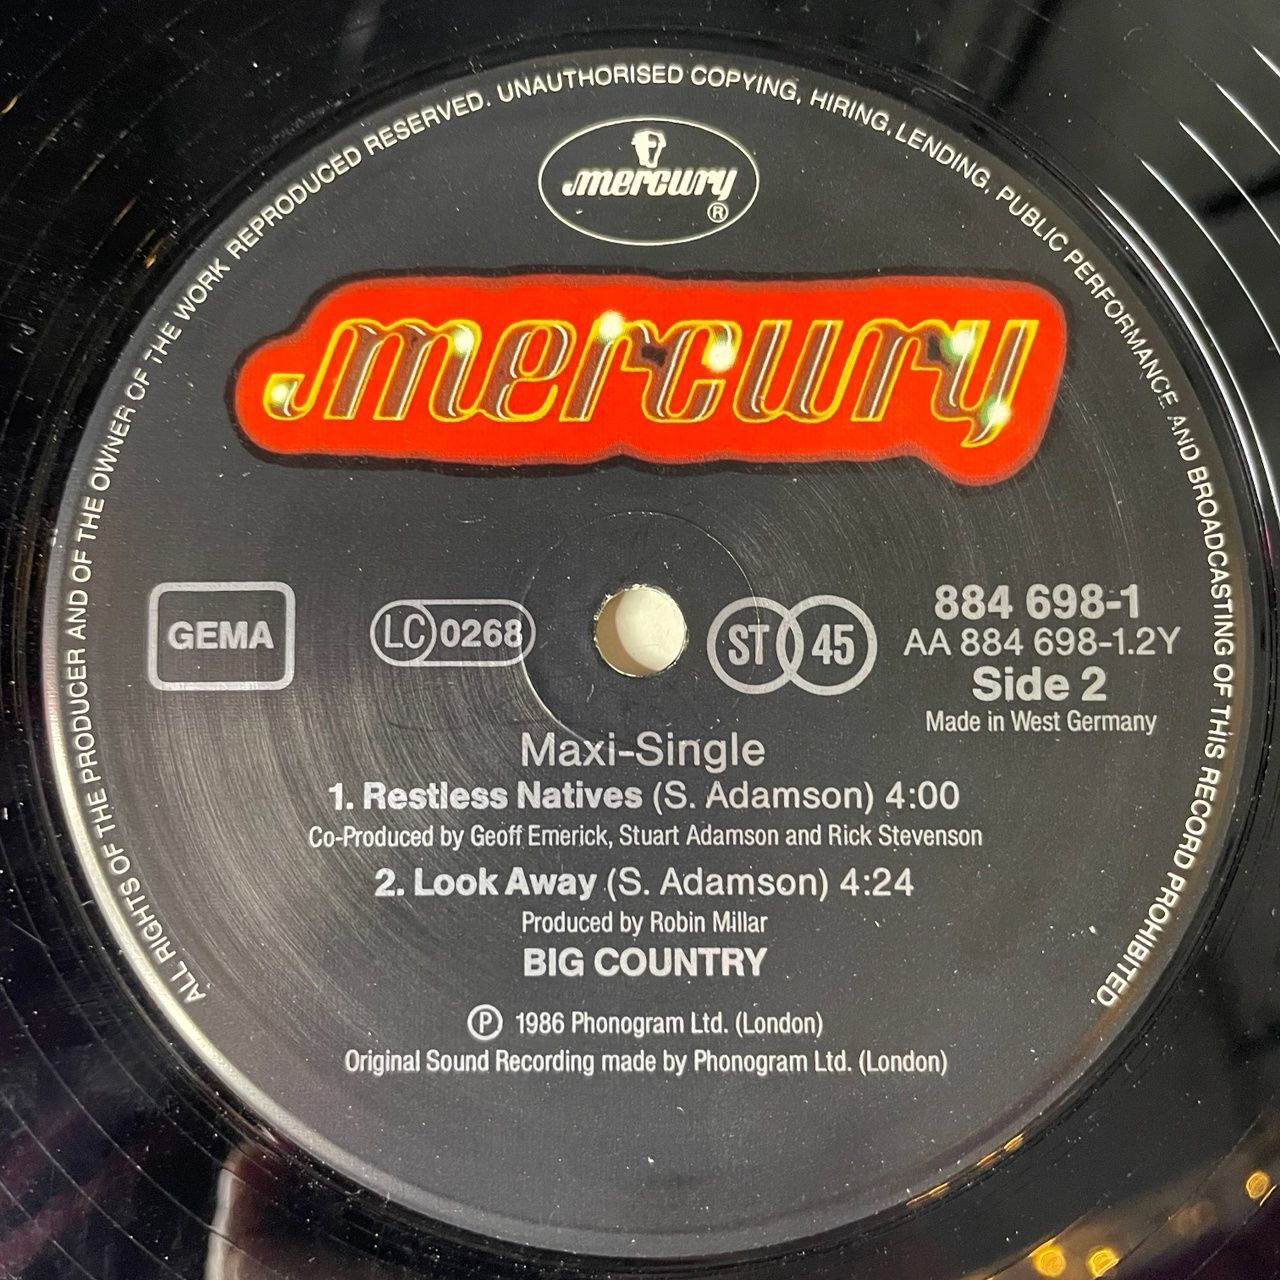 ALL RIGHTS OF THE PRODUCER AND OF THE OWNER OF THE WORK REPRODUCED RESERVED. UNAUTHORISED COPYING, HIRING, LENDING, PUBLIC PERFORMANCE AND BROADCASTING OF THIS RECORD PROHIBITED.
mercury
®
mercury
GEMA
LC 0268
ST 45
884 698-1
AA 884 698-1.2Y
Side 2
Made in West Germany
Maxi-Single
1. Restless Natives (S. Adamson) 4:00
Co-Produced by Geoff Emerick, Stuart Adamson and Rick Stevenson
2. Look Away (S. Adamson) 4:24
Produced by Robin Millar
BIG COUNTRY
Ⓟ 1986 Phonogram Ltd. (London)
Original Sound Recording made by Phonogram Ltd. (London)